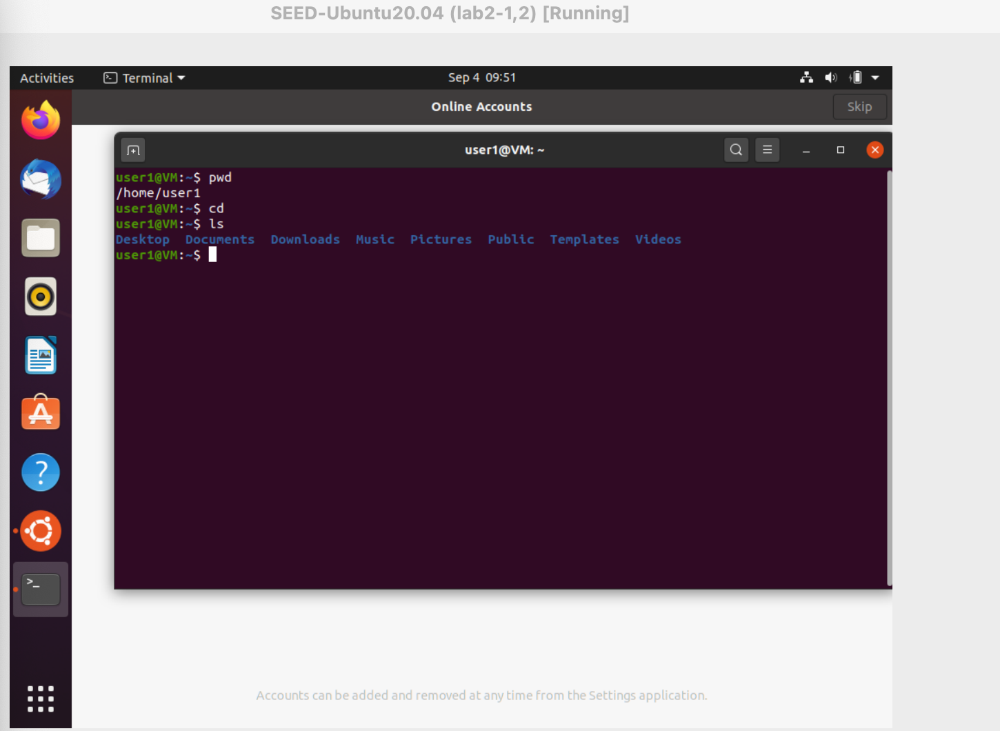 SEED-Ubuntu20.04 (lab2-1,2) [Running]
Activities Terminal Sep 4 09:51
Online Accounts Skip
user1@VM: ~
user1@VM:~$ pwd
/home/user1
user1@VM:~$ cd
user1@VM:~$ ls
Desktop Documents Downloads Music Pictures Public Templates Videos
user1@VM:~$
Accounts can be added and removed at any time from the Settings application.